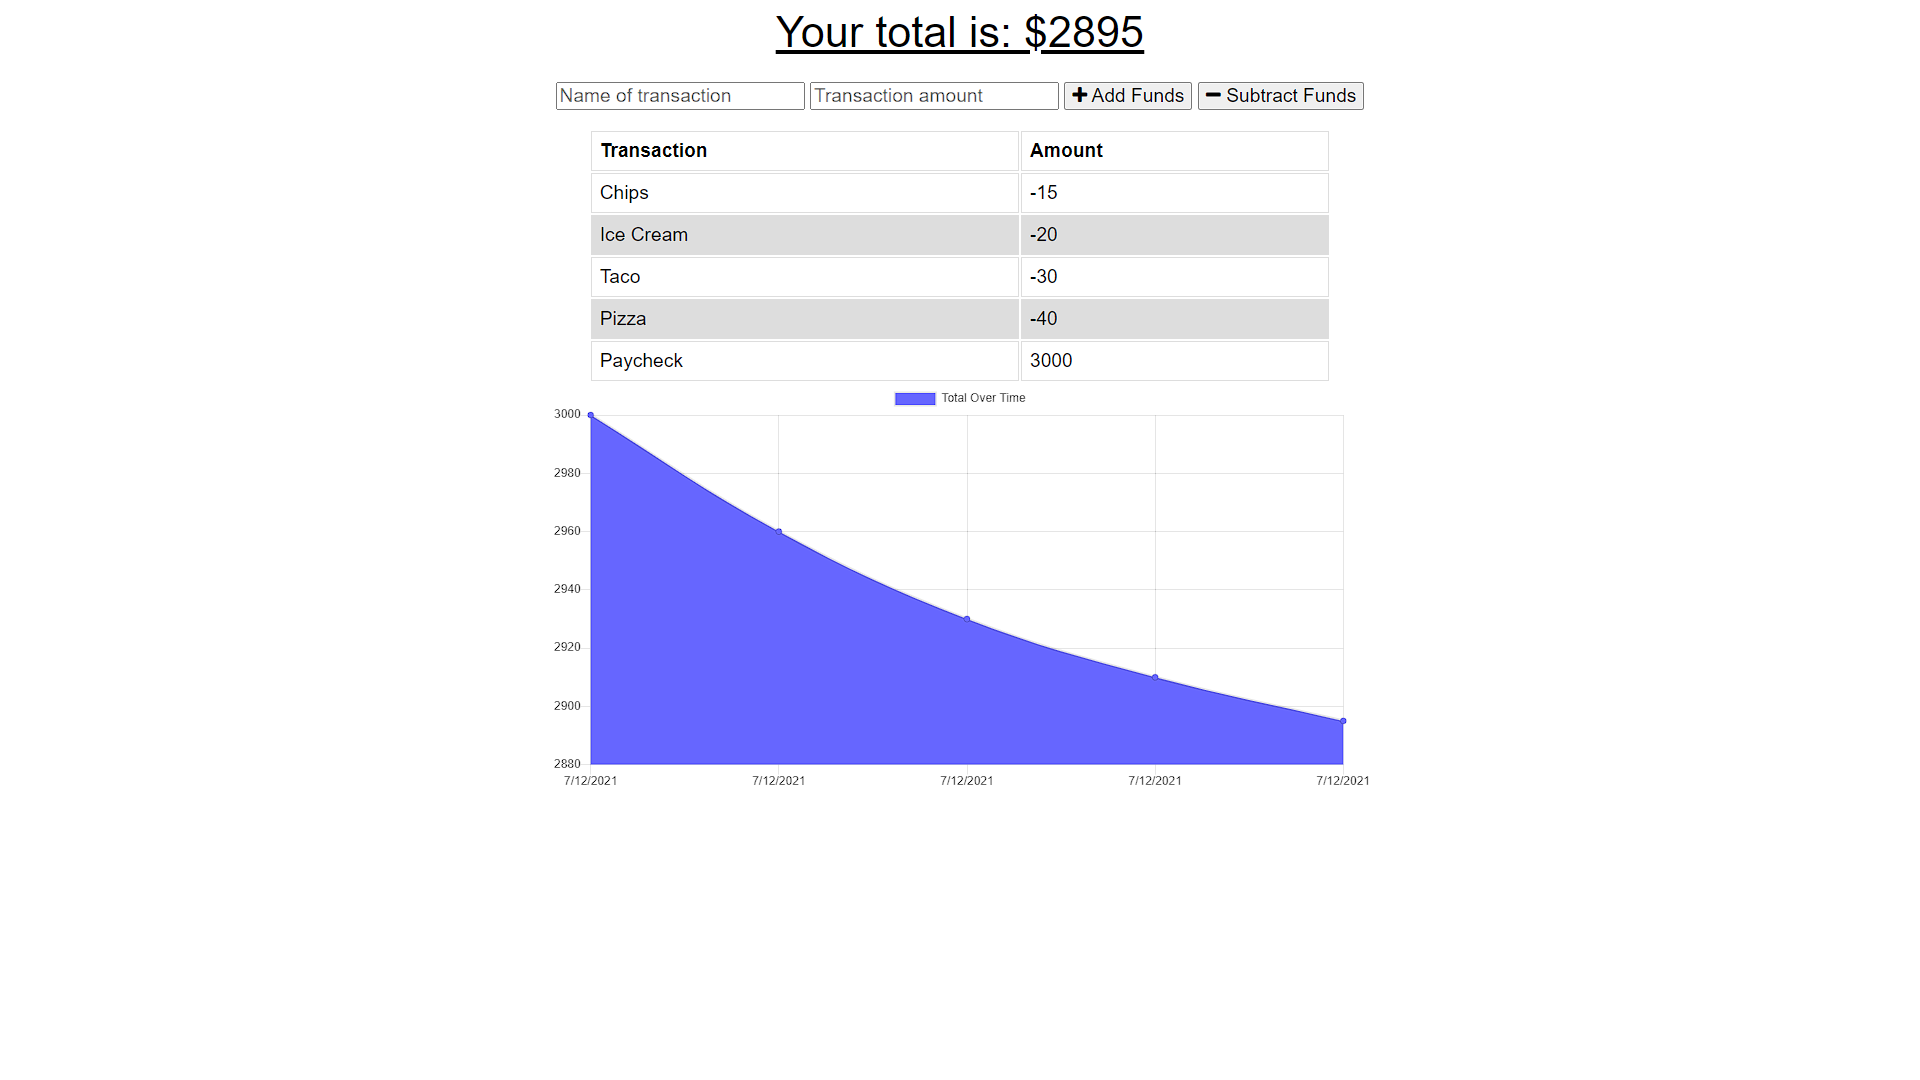 Your total is: $2895
Name of transaction Transaction amount Add Funds Subtract Funds
Transaction Amount
Chips -15
Ice Cream -20
Taco -30
Pizza -40
Paycheck 3000
Total Over Time
3000
2980
2960
2940
2920
2900
2880
7/12/2021 7/12/2021 7/12/2021 7/12/2021 7/12/2021